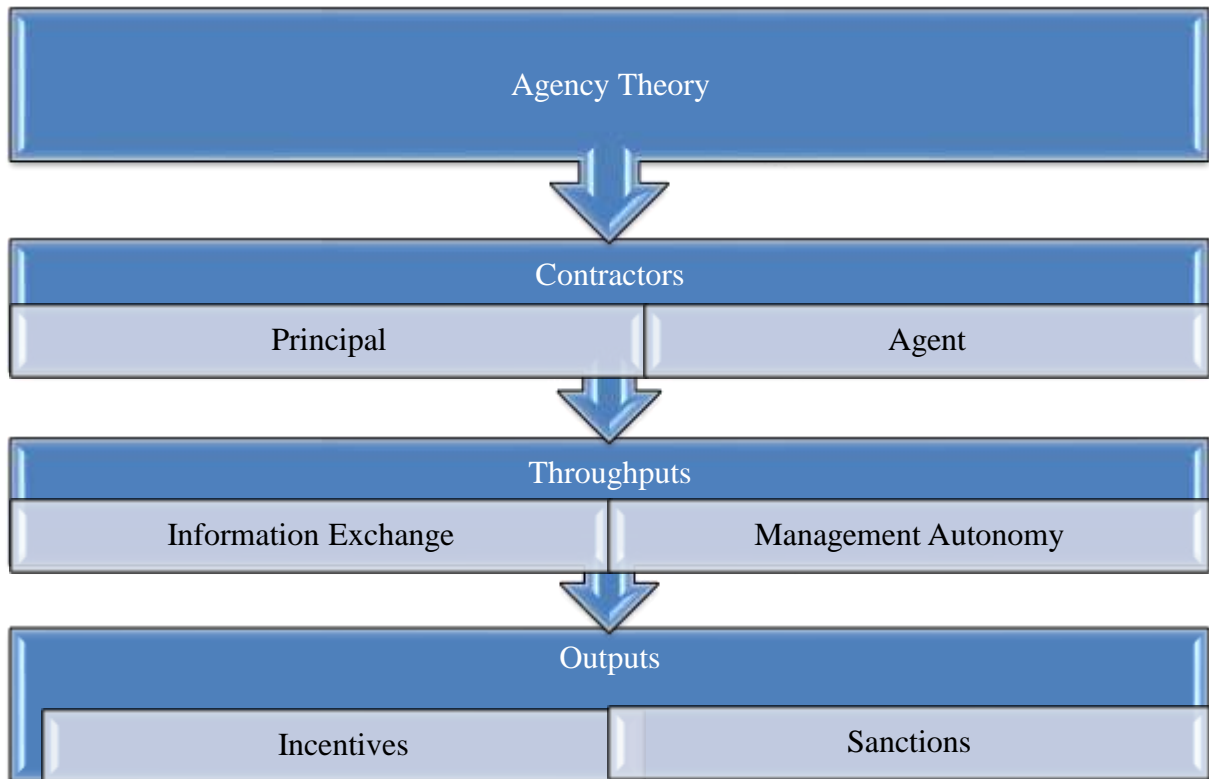 Agency Theory
Contractors
Principal
Agent
Throughputs
Information Exchange
Management Autonomy
Outputs
Incentives
Sanctions